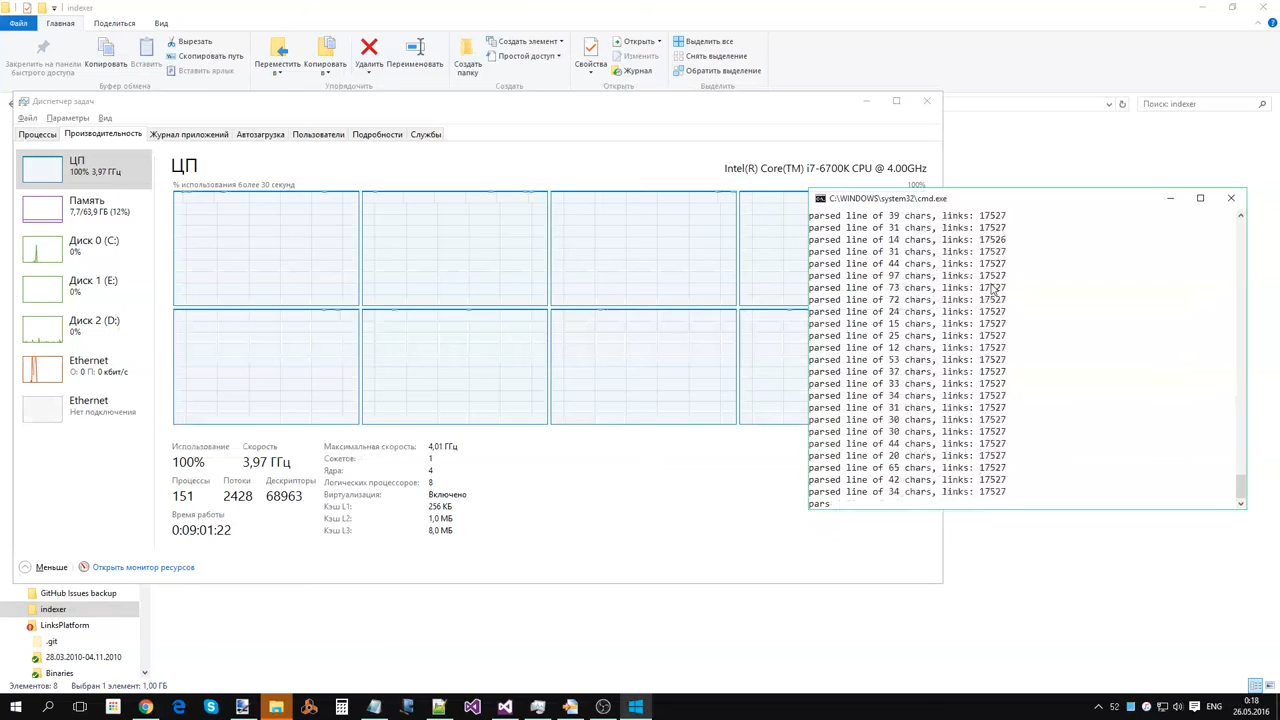 indexer
Файл Главная Поделиться Вид
Закрепить на панели быстрого доступа
Копировать
Вставить
Вырезать
Скопировать путь
Вставить ярлык
Буфер обмена
Переместить в
Копировать в
Удалить
Переименовать
Упорядочить
Создать папку
Создать элемент
Простой доступ
Создать
Свойства
Открыть
Изменить
Журнал
Открыть
Выделить все
Снять выделение
Обратить выделение
Выделить
Поиск: indexer
Диспетчер задач
Файл Параметры Вид
Процессы Производительность Журнал приложений Автозагрузка Пользователи Подробности Службы
ЦП
100% 3,97 ГГц
Память
7,7/63,9 ГБ (12%)
Диск 0 (C:)
0%
Диск 1 (E:)
0%
Диск 2 (D:)
0%
Ethernet
О: 0 П: 0 кбит/с
Ethernet
Нет подключения
ЦП
Intel(R) Core(TM) i7-6700K CPU @ 4.00GHz
% использования более 30 секунд
100%
Использование Скорость
100% 3,97 ГГц
Процессы Потоки Дескрипторы
151 2428 68963
Время работы
0:09:01:22
Максимальная скорость: 4,01 ГГц
Сокетов: 1
Ядра: 4
Логических процессоров: 8
Виртуализация: Включено
Кэш L1: 256 КБ
Кэш L2: 1,0 МБ
Кэш L3: 8,0 МБ
Меньше
Открыть монитор ресурсов
C:\WINDOWS\system32\cmd.exe
parsed line of 39 chars, links: 17527
parsed line of 31 chars, links: 17527
parsed line of 14 chars, links: 17526
parsed line of 31 chars, links: 17527
parsed line of 44 chars, links: 17527
parsed line of 97 chars, links: 17527
parsed line of 73 chars, links: 17527
parsed line of 72 chars, links: 17527
parsed line of 24 chars, links: 17527
parsed line of 15 chars, links: 17527
parsed line of 25 chars, links: 17527
parsed line of 12 chars, links: 17527
parsed line of 53 chars, links: 17527
parsed line of 37 chars, links: 17527
parsed line of 33 chars, links: 17527
parsed line of 34 chars, links: 17527
parsed line of 31 chars, links: 17527
parsed line of 30 chars, links: 17527
parsed line of 30 chars, links: 17527
parsed line of 44 chars, links: 17527
parsed line of 20 chars, links: 17527
parsed line of 65 chars, links: 17527
parsed line of 42 chars, links: 17527
parsed line of 34 chars, links: 17527
pars
GitHub Issues backup
indexer
LinksPlatform
.git
28.03.2010-04.11.2010
Binaries
Элементов: 8 Выбран 1 элемент: 1,00 ГБ
52
ENG
0:18
26.05.2016